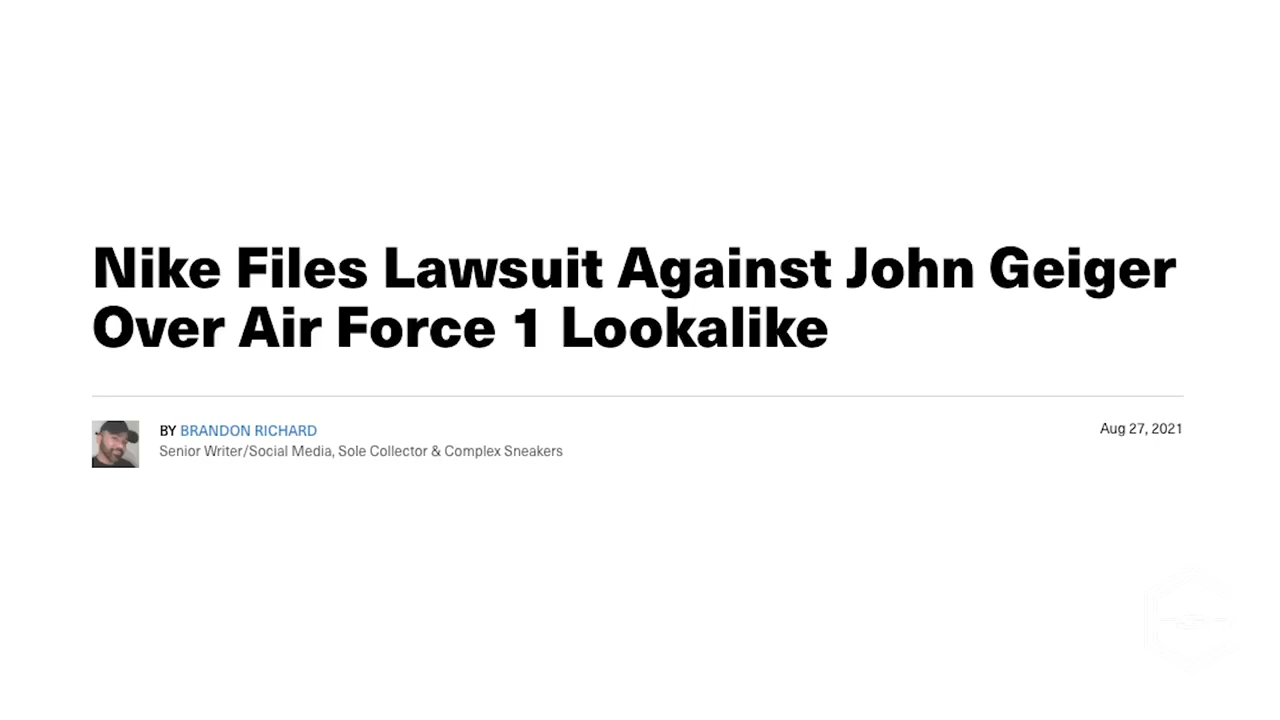 Nike Files Lawsuit Against John Geiger
Over Air Force 1 Lookalike
BY BRANDON RICHARD
Aug 27, 2021
Senior Writer/Social Media, Sole Collector & Complex Sneakers